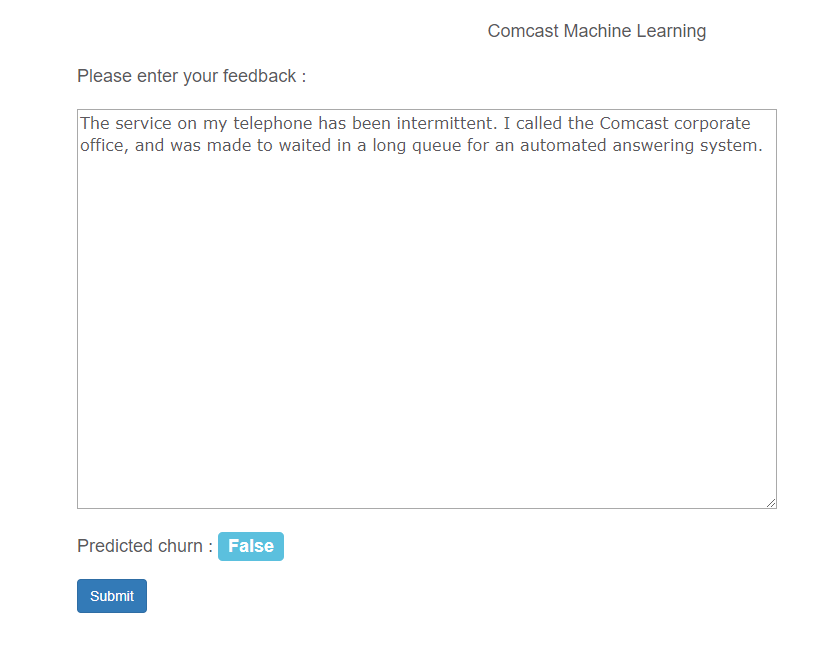 Comcast Machine Learning
Please enter your feedback :
The service on my telephone has been intermittent. I called the Comcast corporate
office, and was made to waited in a long queue for an automated answering system.
Predicted churn : False
Submit